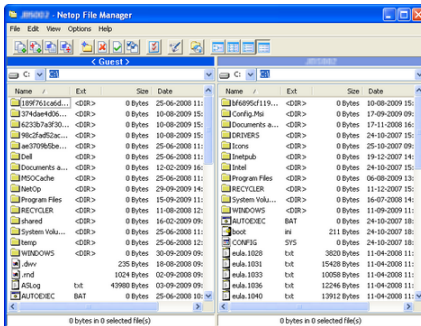 - Netop File Manager
File Edit View Options Help
< Guest >
C: C:\
C: C:\
Name / Ext Size Date
Name / Ext Size Date
189f761ca6d... <DIR> 0 Bytes 25-06-2008 11:
bf6895cf119... <DIR> 0 Bytes 10-08-2009 15:
374dae4d06... <DIR> 0 Bytes 10-08-2009 15:
Config.Msi <DIR> 0 Bytes 17-09-2009 09:
6233b7a3f30... <DIR> 0 Bytes 10-08-2009 15:
Documents a... <DIR> 0 Bytes 17-11-2008 16:
98c2fad52ac... <DIR> 0 Bytes 10-08-2009 15:
DRIVERS <DIR> 0 Bytes 24-10-2007 15:
ae3709b5be... <DIR> 0 Bytes 25-06-2008 11:
Icons <DIR> 0 Bytes 25-10-2007 09:
Dell <DIR> 0 Bytes 25-06-2008 11:
Inetpub <DIR> 0 Bytes 19-12-2007 14:
Documents a... <DIR> 0 Bytes 12-02-2009 16:
Intel <DIR> 0 Bytes 24-10-2007 15:
MSOCache <DIR> 0 Bytes 25-06-2008 11:
Program Files <DIR> 0 Bytes 06-08-2009 13:
NetOp <DIR> 0 Bytes 29-09-2009 14:
RECYCLER <DIR> 0 Bytes 11-12-2007 15:
Program Files <DIR> 0 Bytes 15-09-2009 11:
System Volu... <DIR> 0 Bytes 16-07-2008 14:
RECYCLER <DIR> 0 Bytes 11-08-2008 12:
WINDOWS <DIR> 0 Bytes 11-09-2009 11:
shared <DIR> 0 Bytes 16-02-2009 09:
AUTOEXEC BAT 0 Bytes 24-10-2007 18:
System Volu... <DIR> 0 Bytes 25-06-2008 11:
boot ini 211 Bytes 24-10-2007 18:
temp <DIR> 0 Bytes 25-06-2008 12:
CONFIG SYS 0 Bytes 24-10-2007 18:
WINDOWS <DIR> 0 Bytes 30-09-2009 09:
eula.1028 txt 3820 Bytes 11-04-2008 11:
.dwv 235 Bytes 18-08-2009 09:
eula.1031 txt 15428 Bytes 11-04-2008 11:
.rnd 1024 Bytes 02-09-2008 09:
eula.1033 txt 10058 Bytes 11-04-2008 11:
ASLog txt 43980 Bytes 03-09-2009 09:
eula.1036 txt 12246 Bytes 11-04-2008 11:
AUTOEXEC BAT 0 Bytes 25-06-2008 10:
eula.1040 txt 13912 Bytes 11-04-2008 11:
0 bytes in 0 selected file(s)
0 bytes in 0 selected file(s)